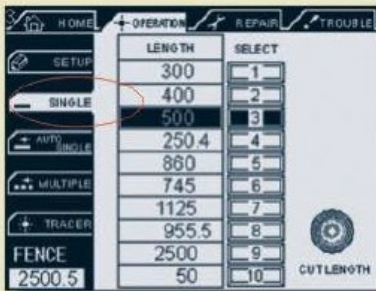 HOME OPERATION REPAIR TROUBLE
LENGTH SELECT
SETUP
SINGLE
AUTO SINGLE
MULTIPLE
TRACER
FENCE
2500.5
300 1
400 2
500 3
250.4 4
860 5
745 6
1125 7
955.5 8
2500 9
50 10
CUTLENGTH